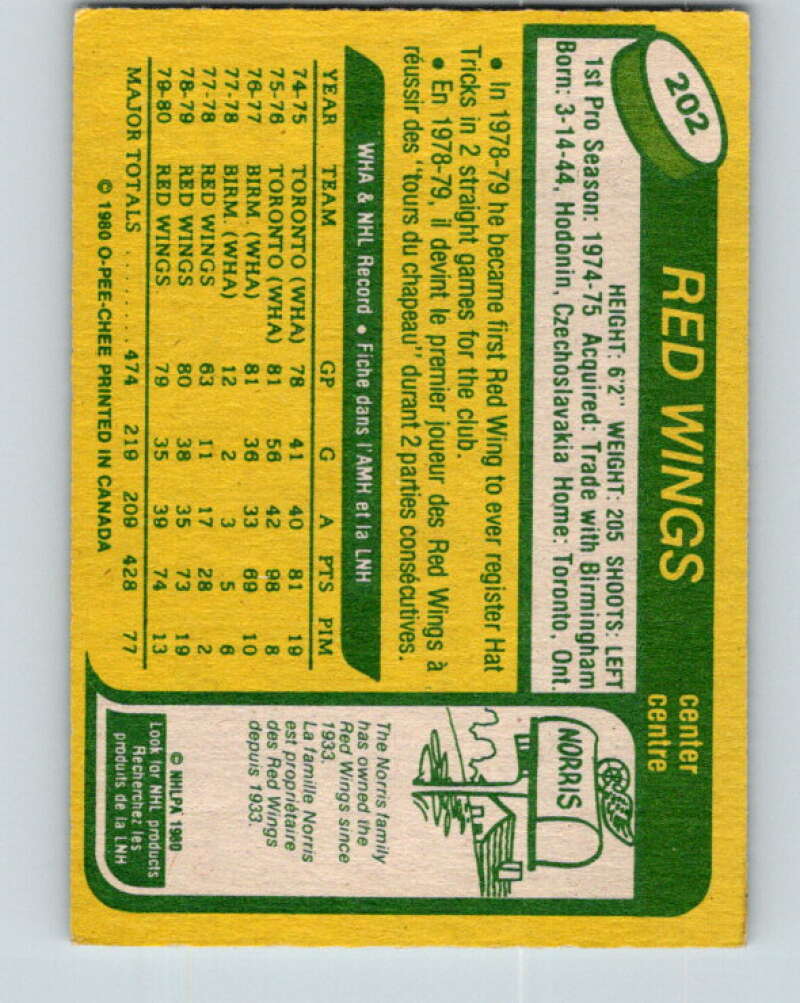 202
RED WINGS
center
centre
HEIGHT: 6'2" WEIGHT: 205 SHOOTS: LEFT
1st Pro Season: 1974-75 Acquired: Trade with Birmingham
Born: 3-14-44, Hodonin, Czechoslavakia Home: Toronto, Ont.
• In 1978-79 he became first Red Wing to ever register Hat
Tricks in 2 straight games for the club.
• En 1978-79, il devint le premier joueur des Red Wings à
réussir des "tours du chapeau" durant 2 parties consécutives.
WHA & NHL Record • Fiche dans l'AMH et la LNH
YEAR TEAM GP G A PTS PIM
74-75 TORONTO (WHA) 78 41 40 81 19
75-76 TORONTO (WHA) 81 56 42 98 8
76-77 BIRM. (WHA) 81 36 33 69 10
77-78 BIRM. (WHA) 12 2 3 5 6
77-78 RED WINGS 63 11 17 28 2
78-79 RED WINGS 80 38 35 73 19
79-80 RED WINGS 79 35 39 74 13
MAJOR TOTALS ........ 474 219 209 428 77
© 1980 O-PEE-CHEE PRINTED IN CANADA
NORRIS
The Norris family
has owned the
Red Wings since
1933.
La famille Norris
est propriétaire
des Red Wings
depuis 1933.
© NHLPA 1980
Look for NHL products
Recherchez les
produits de la LNH